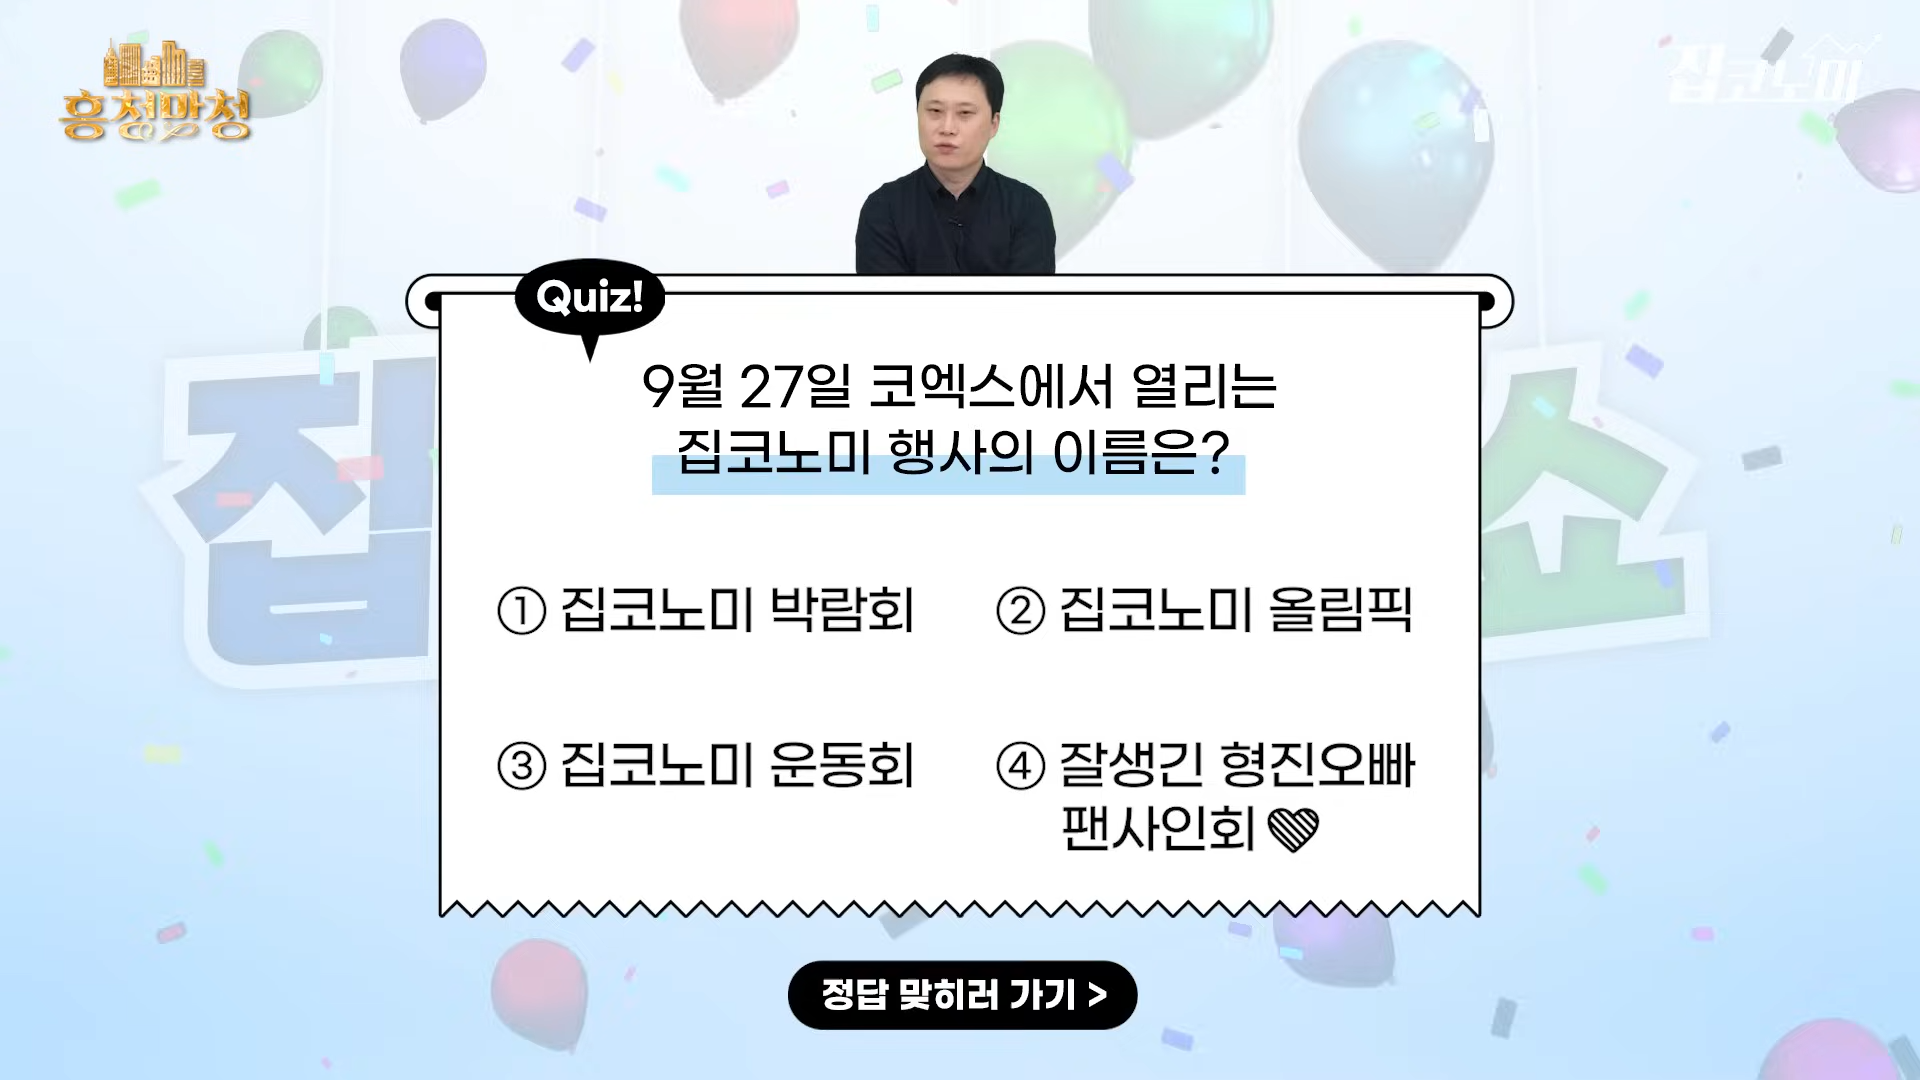 흥청망청
집코노미
Quiz!
9월 27일 코엑스에서 열리는
집코노미 행사의 이름은?
① 집코노미 박람회
② 집코노미 올림픽
③ 집코노미 운동회
④ 잘생긴 형진오빠
팬사인회
집
쇼
정답 맞히러 가기 >